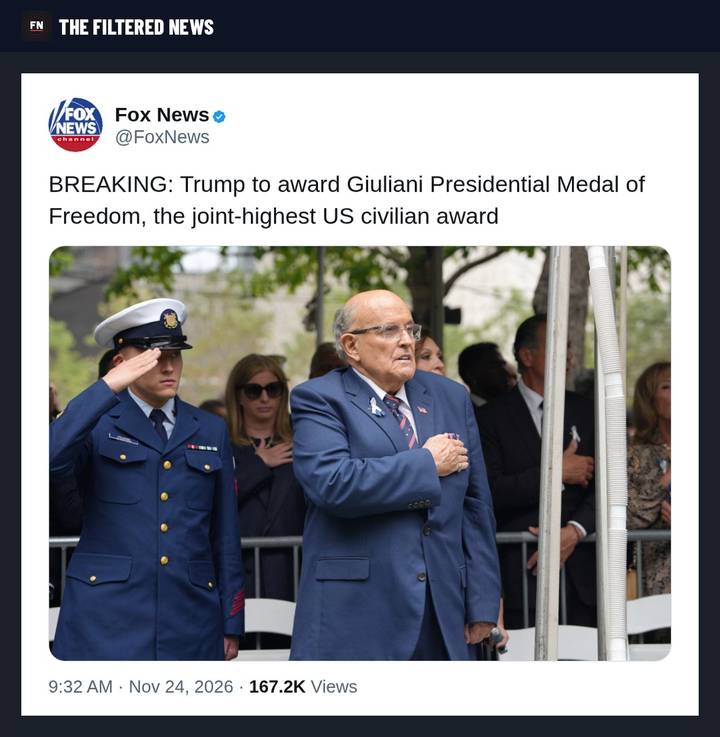 FN
THE FILTERED NEWS
FOX
NEWS
channel
Fox News
@FoxNews
BREAKING: Trump to award Giuliani Presidential Medal of
Freedom, the joint-highest US civilian award
9:32 AM · Nov 24, 2026 · 167.2K Views